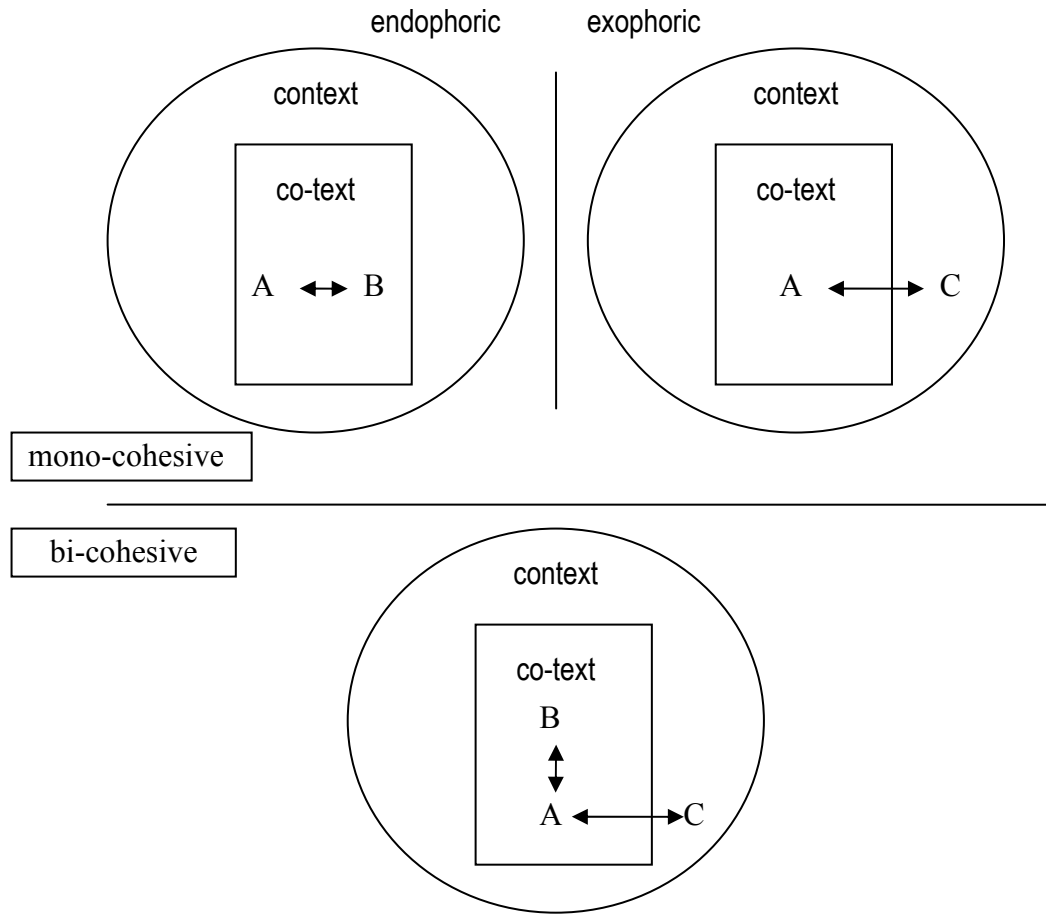 endophoric exophoric
context context
co-text co-text
A B A C
mono-cohesive
bi-cohesive
context
co-text
B
A C